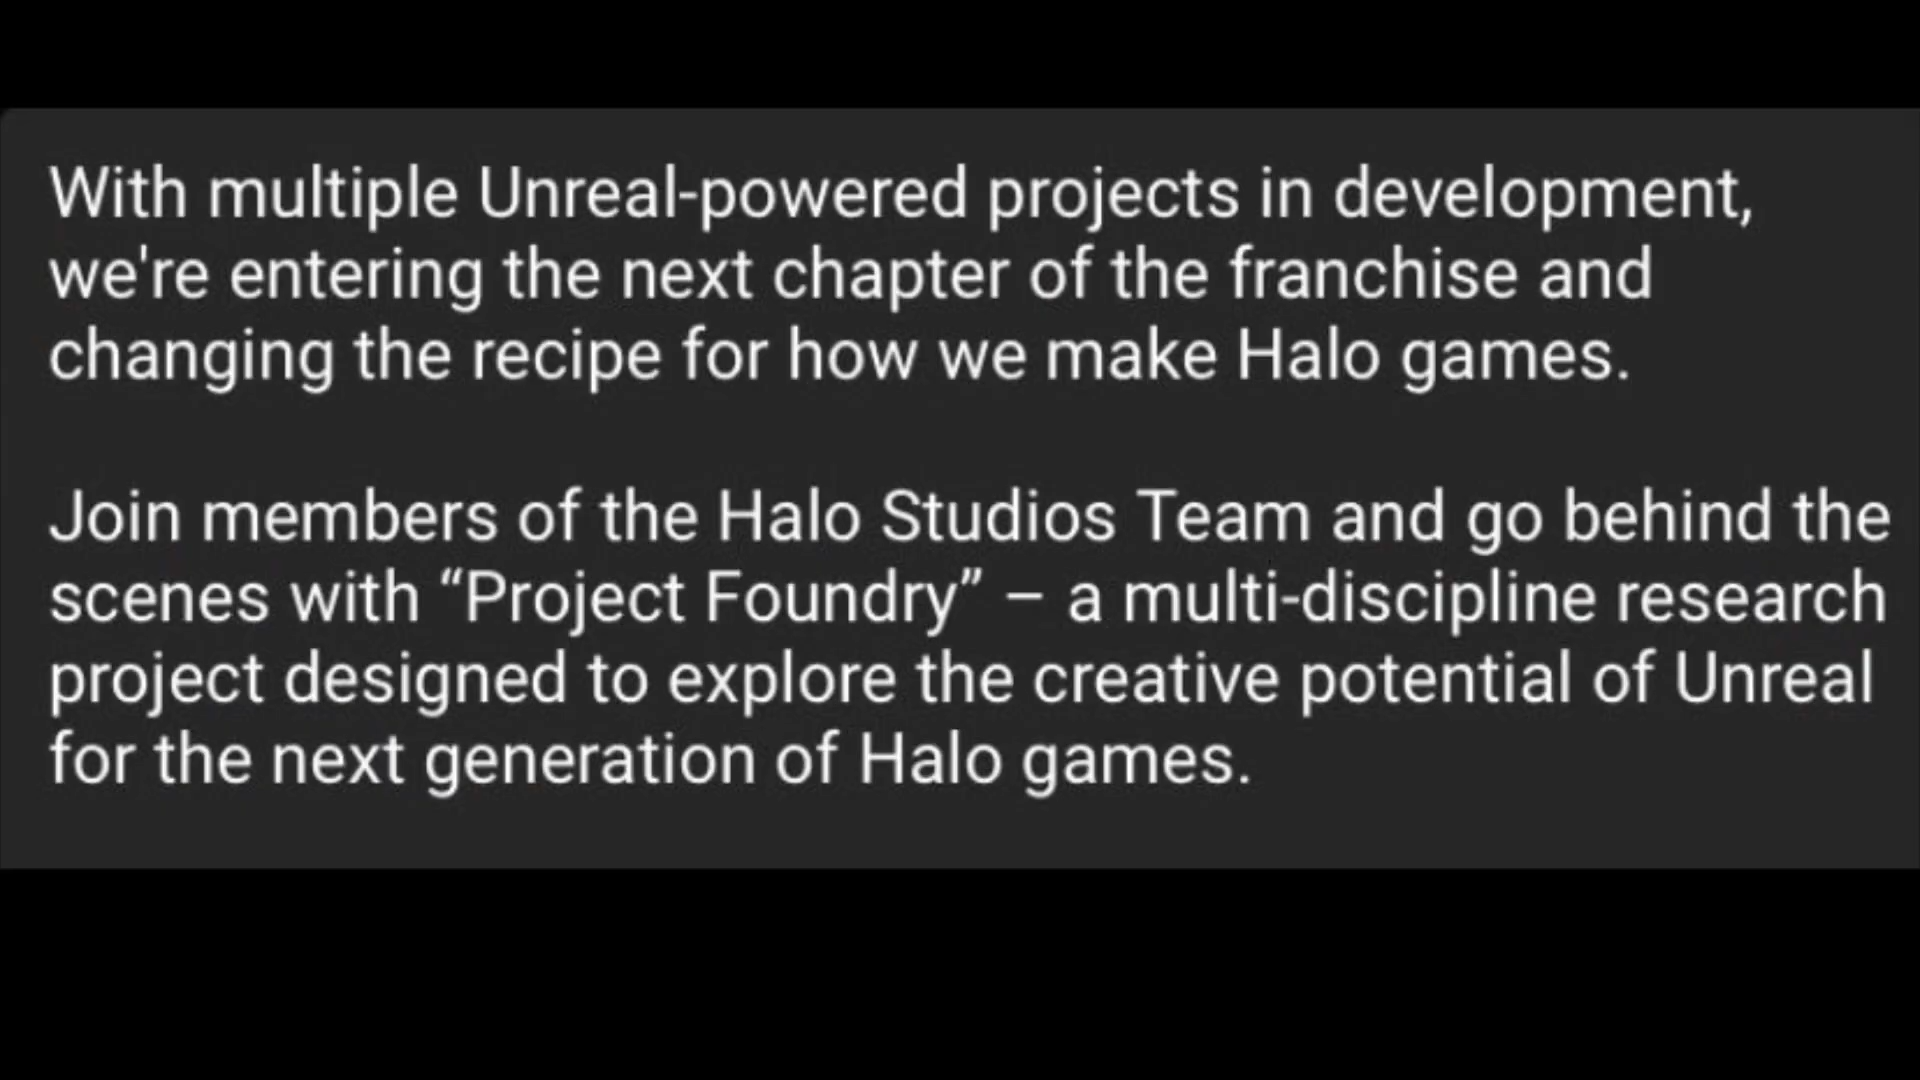 With multiple Unreal-powered projects in development,
we're entering the next chapter of the franchise and
changing the recipe for how we make Halo games.
Join members of the Halo Studios Team and go behind the
scenes with “Project Foundry” – a multi-discipline research
project designed to explore the creative potential of Unreal
for the next generation of Halo games.